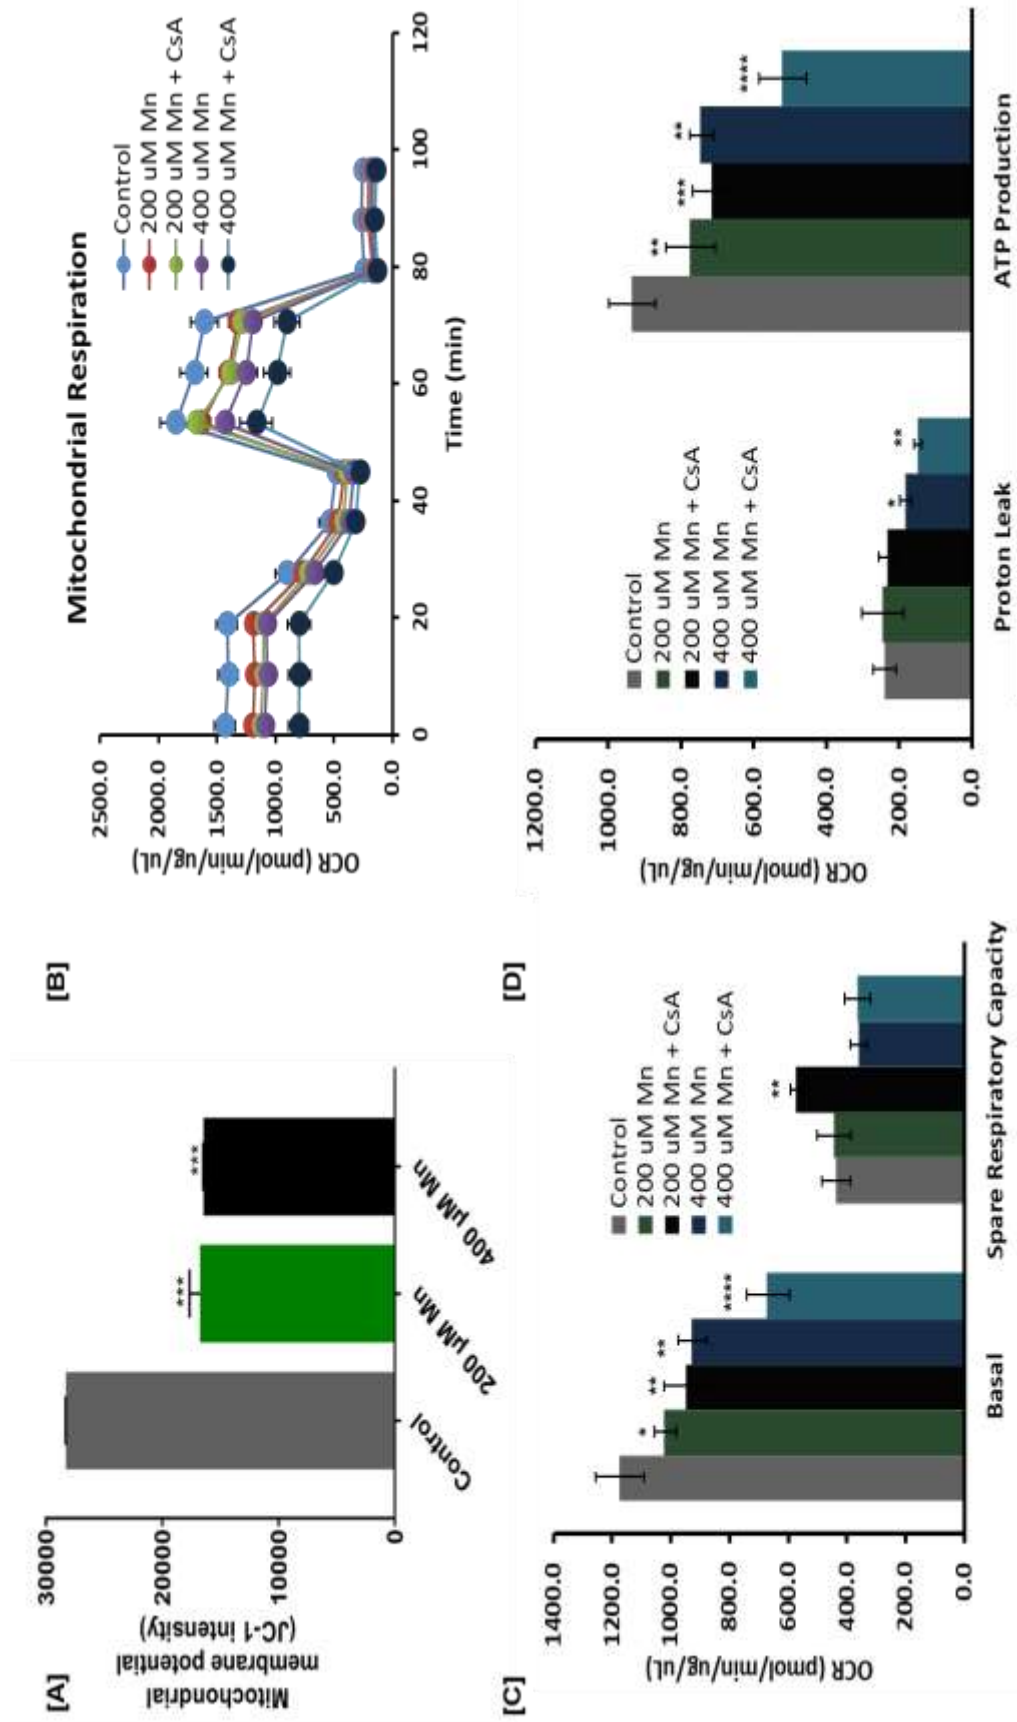 [A]
Mitochondrial
membrane potential
(JC-1 intensity)
30000
20000
10000
0
***
***
Control
200 µM Mn
400 µM Mn
[B]
Mitochondrial Respiration
OCR (pmol/min/ug/uL)
2500.0
2000.0
1500.0
1000.0
500.0
0.0
Control
200 uM Mn
200 uM Mn + CsA
400 uM Mn
400 uM Mn + CsA
0 20 40 60 80 100 120
Time (min)
[C]
OCR (pmol/min/ug/uL)
1400.0
1200.0
1000.0
800.0
600.0
400.0
200.0
0.0
Control
200 uM Mn
200 uM Mn + CsA
400 uM Mn
400 uM Mn + CsA
*
**
**
****
**
Basal
Spare Respiratory Capacity
[D]
OCR (pmol/min/ug/uL)
1200.0
1000.0
800.0
600.0
400.0
200.0
0.0
Control
200 uM Mn
200 uM Mn + CsA
400 uM Mn
400 uM Mn + CsA
*
**
**
***
**
****
Proton Leak
ATP Production